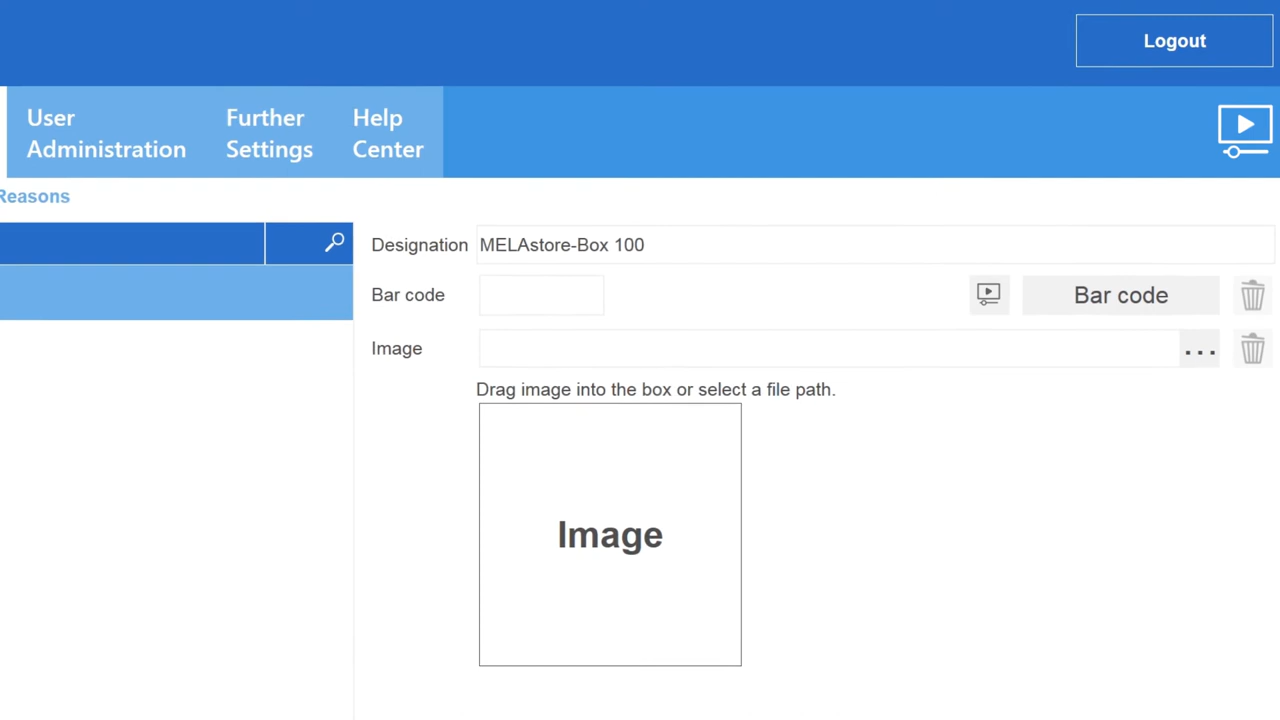 Logout
User Administration
Further Settings
Help Center
Reasons
Designation MELAstore-Box 100
Bar code Bar code
Image ...
Drag image into the box or select a file path.
Image